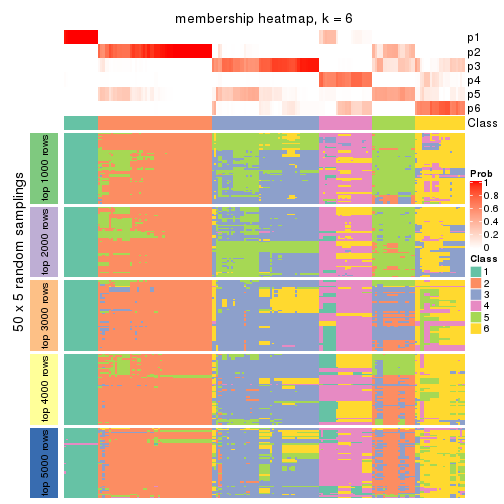 membership heatmap, k = 6
p1
p2
p3
p4
p5
p6
Class
50 x 5 random samplings
top 1000 rows
top 2000 rows
top 3000 rows
top 4000 rows
top 5000 rows
Prob
1
0.8
0.6
0.4
0.2
0
Class
1
2
3
4
5
6